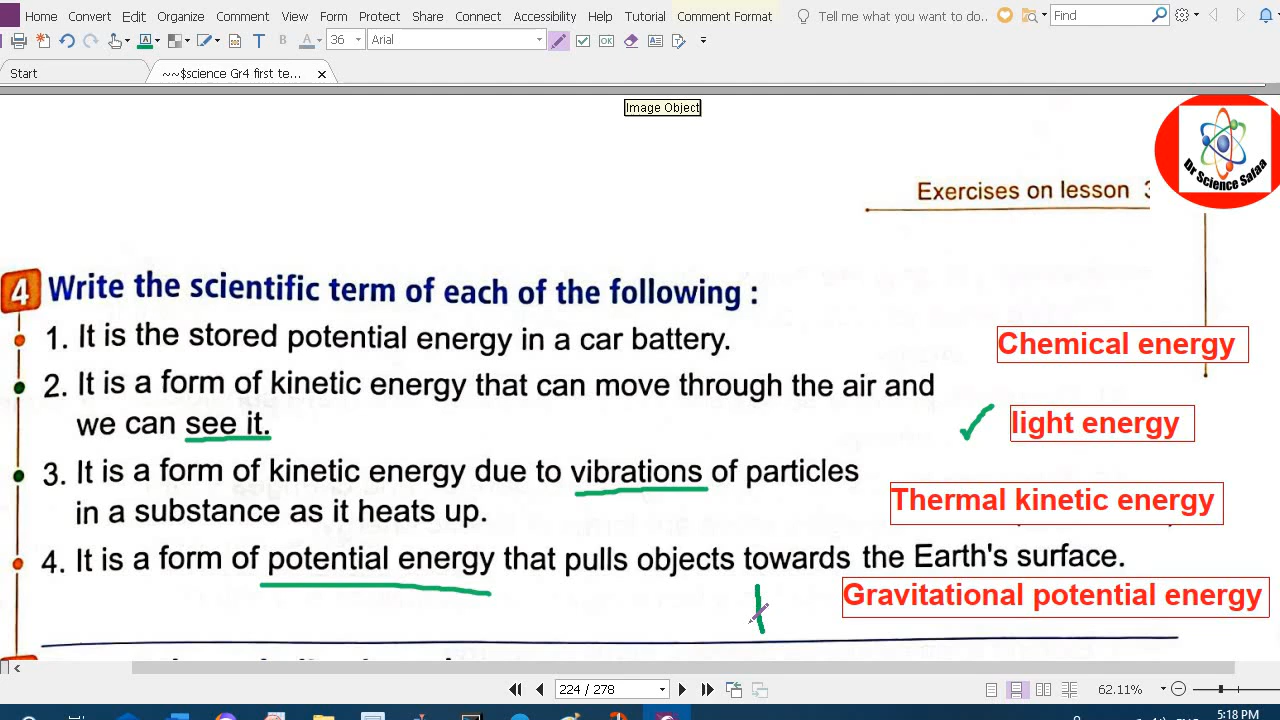 Home Convert Edit Organize Comment View Form Protect Share Connect Accessibility Help Tutorial Comment Format Tell me what you want to do.. Find
36 Arial
Start ~~$science Gr4 first te...
Image Object
Dr Science Safaa
Exercises on lesson 3
4 Write the scientific term of each of the following :
1. It is the stored potential energy in a car battery.
Chemical energy
2. It is a form of kinetic energy that can move through the air and
we can see it.
light energy
3. It is a form of kinetic energy due to vibrations of particles
in a substance as it heats up.
Thermal kinetic energy
4. It is a form of potential energy that pulls objects towards the Earth's surface.
Gravitational potential energy
224 / 278
62.11%
5:18 PM